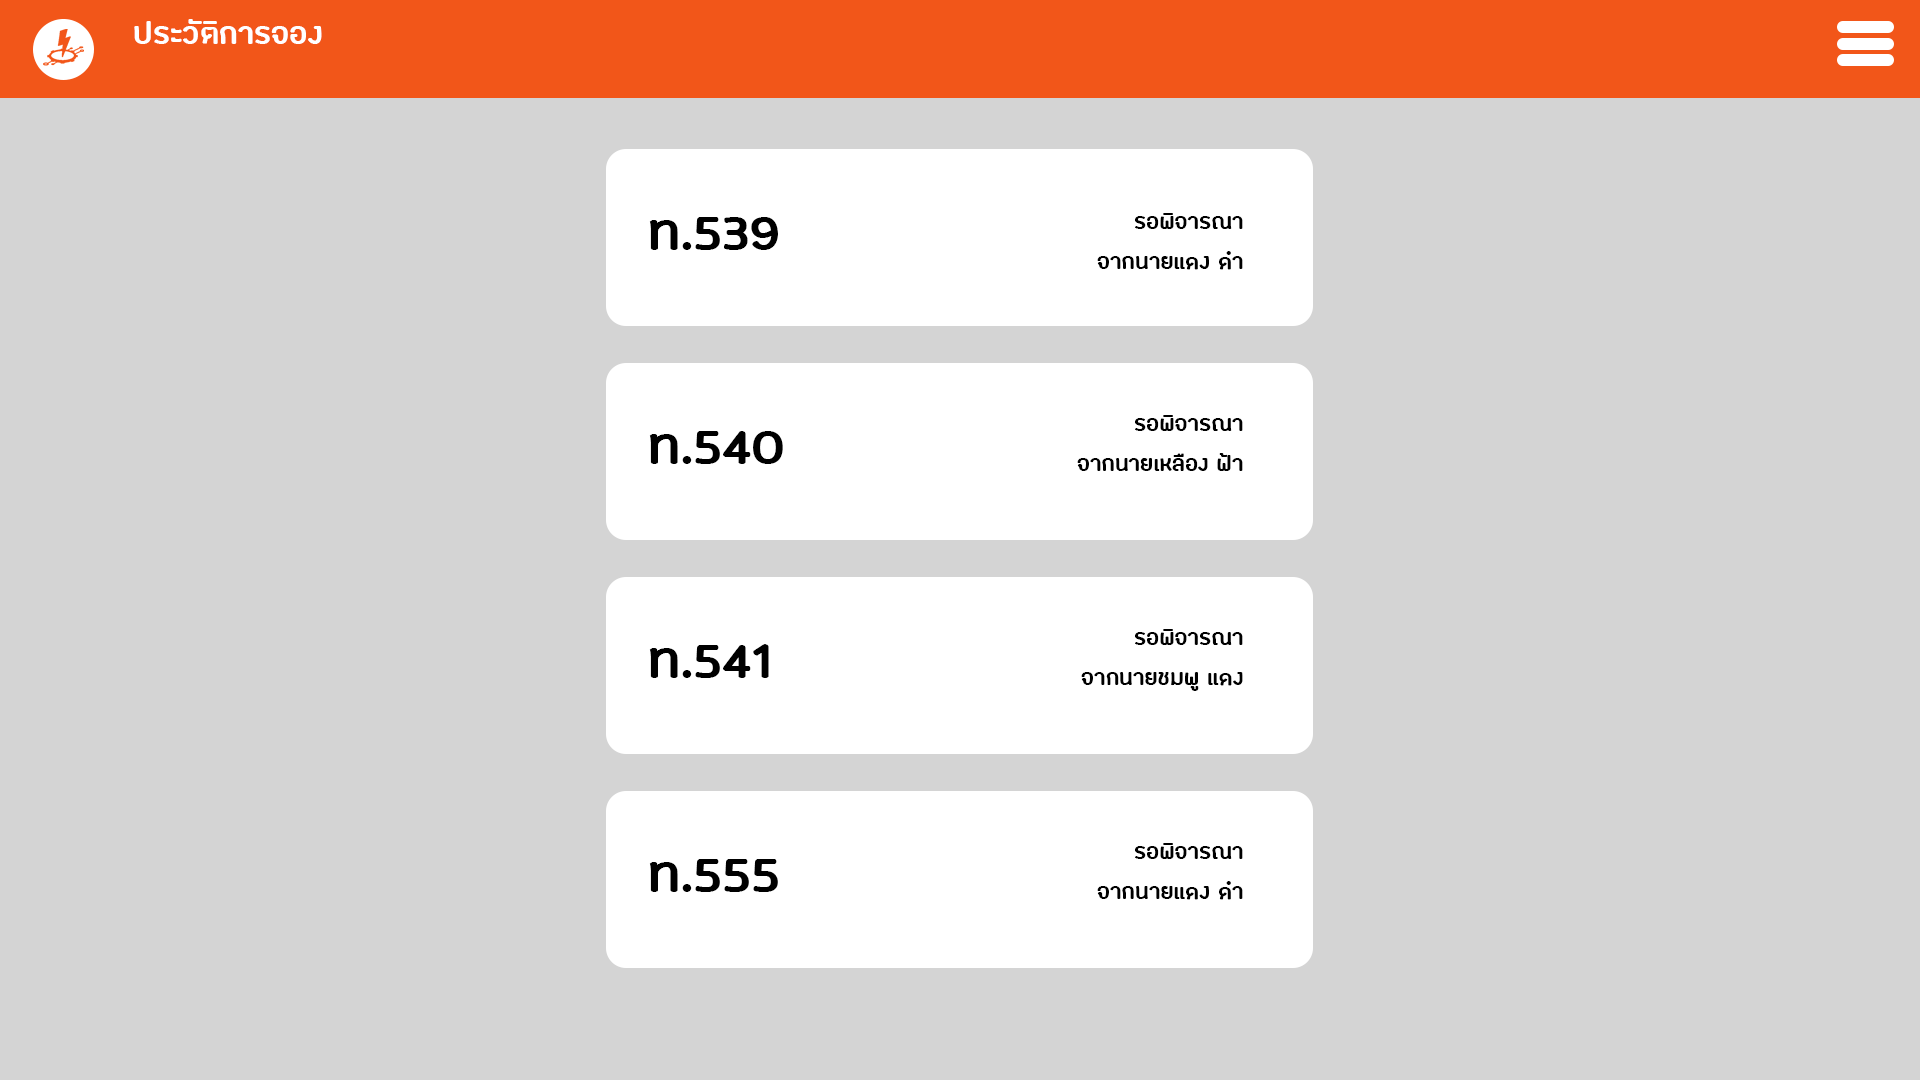 ประวัติการจอง
ท.539
รอพิจารณา
จากนายแดง ดำ
ท.540
รอพิจารณา
จากนายเหลือง ฟ้า
ท.541
รอพิจารณา
จากนายชมพู แดง
ท.555
รอพิจารณา
จากนายแดง ดำ